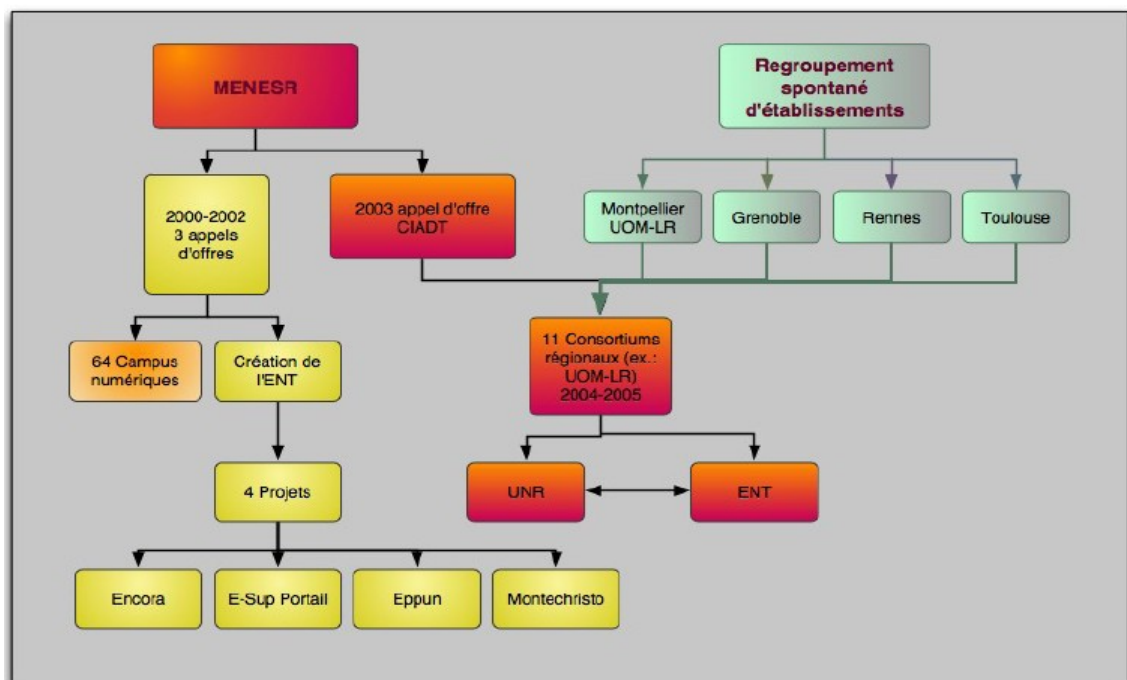 MENESR
Regroupement
spontané
d'établissements
2000-2002
3 appels
d'offres
2003 appel d'offre
CIADT
Montpellier
UOM-LR
Grenoble
Rennes
Toulouse
64 Campus
numériques
Création de
l'ENT
11 Consortiums
régionaux (ex.:
UOM-LR)
2004-2005
4 Projets
UNR
ENT
Encora
E-Sup Portail
Eppun
Montechristo